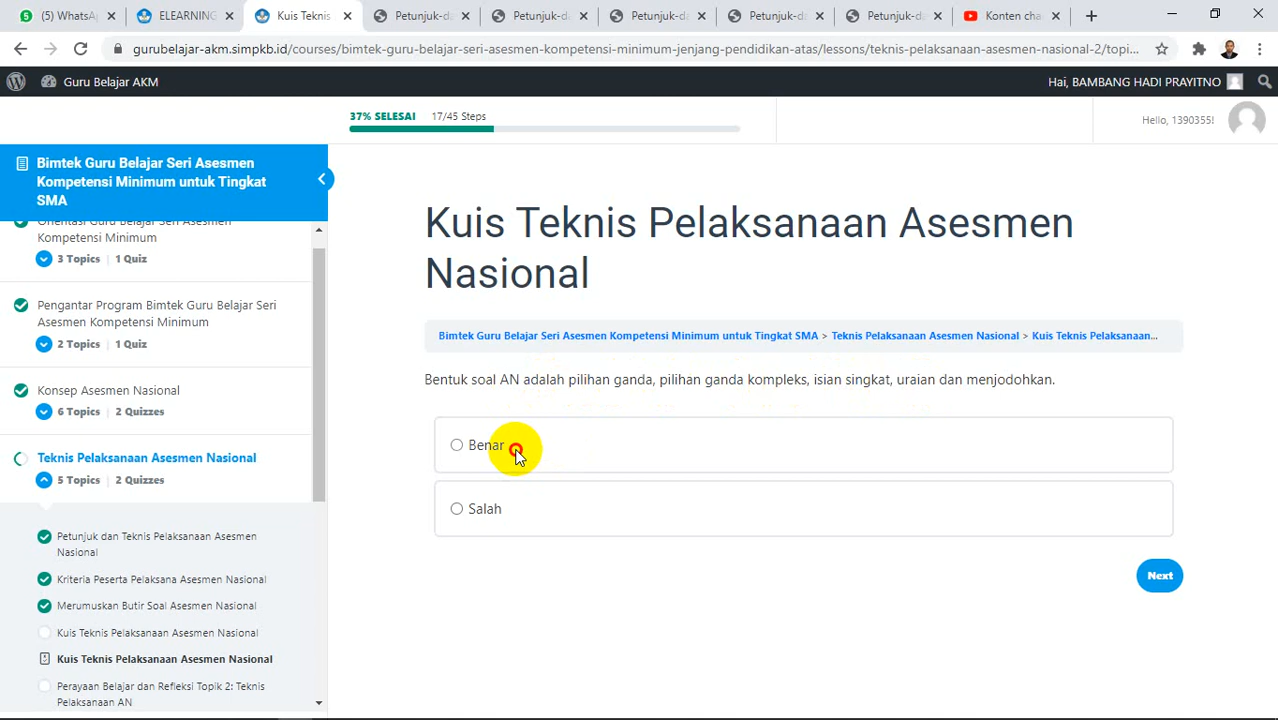 (5) WhatsA
ELEARNING
Kuis Teknis
Petunjuk-da
Petunjuk-da
Petunjuk-da
Petunjuk-da
Petunjuk-da
Konten cha
gurubelajar-akm.simpkb.id/courses/bimtek-guru-belajar-seri-asesmen-kompetensi-minimum-jenjang-pendidikan-atas/lessons/teknis-pelaksanaan-asesmen-nasional-2/topi...
Guru Belajar AKM
Hai, BAMBANG HADI PRAYITNO
37% SELESAI 17/45 Steps
Hello, 1390355!
Bimtek Guru Belajar Seri Asesmen
Kompetensi Minimum untuk Tingkat
SMA
Orientasi Guru Belajar Seri Asesmen
Kompetensi Minimum
3 Topics | 1 Quiz
Pengantar Program Bimtek Guru Belajar Seri
Asesmen Kompetensi Minimum
2 Topics | 1 Quiz
Konsep Asesmen Nasional
6 Topics | 2 Quizzes
Teknis Pelaksanaan Asesmen Nasional
5 Topics | 2 Quizzes
Petunjuk dan Teknis Pelaksanaan Asesmen
Nasional
Kriteria Peserta Pelaksana Asesmen Nasional
Merumuskan Butir Soal Asesmen Nasional
Kuis Teknis Pelaksanaan Asesmen Nasional
Kuis Teknis Pelaksanaan Asesmen Nasional
Perayaan Belajar dan Refleksi Topik 2: Teknis
Pelaksanaan AN
Kuis Teknis Pelaksanaan Asesmen
Nasional
Bimtek Guru Belajar Seri Asesmen Kompetensi Minimum untuk Tingkat SMA > Teknis Pelaksanaan Asesmen Nasional > Kuis Teknis Pelaksanaan...
Bentuk soal AN adalah pilihan ganda, pilihan ganda kompleks, isian singkat, uraian dan menjodohkan.
Benar
Salah
Next